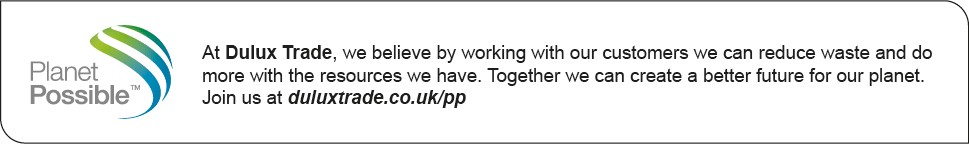 Planet
Possible™
At Dulux Trade, we believe by working with our customers we can reduce waste and do
more with the resources we have. Together we can create a better future for our planet.
Join us at duluxtrade.co.uk/pp